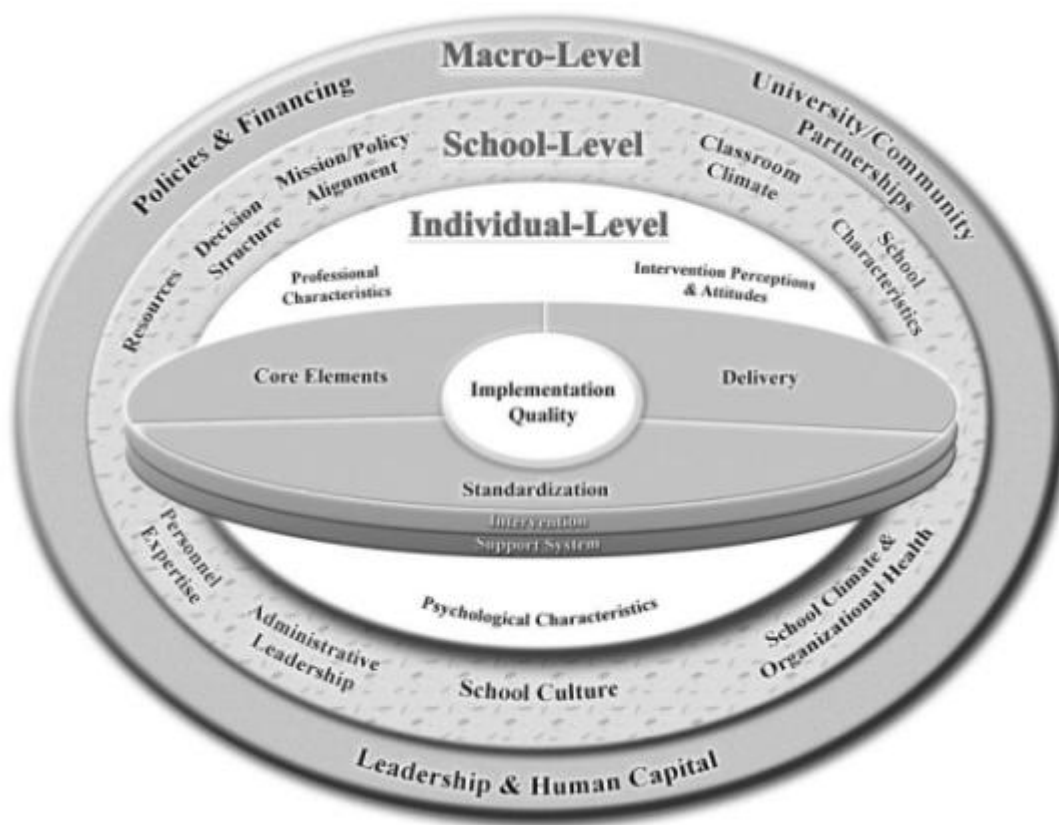 Macro-Level
Policies & Financing
University/Community
Partnerships
School-Level
Mission/Policy
Alignment
Decision
Structure
Resources
Classroom
Climate
School
Characteristics
Individual-Level
Professional
Characteristics
Intervention Perceptions
& Attitudes
Core Elements
Implementation
Quality
Delivery
Standardization
Intervention
Support System
Psychological Characteristics
Personnel
Expertise
Administrative
Leadership
School Culture
School Climate &
Organizational Health
Leadership & Human Capital